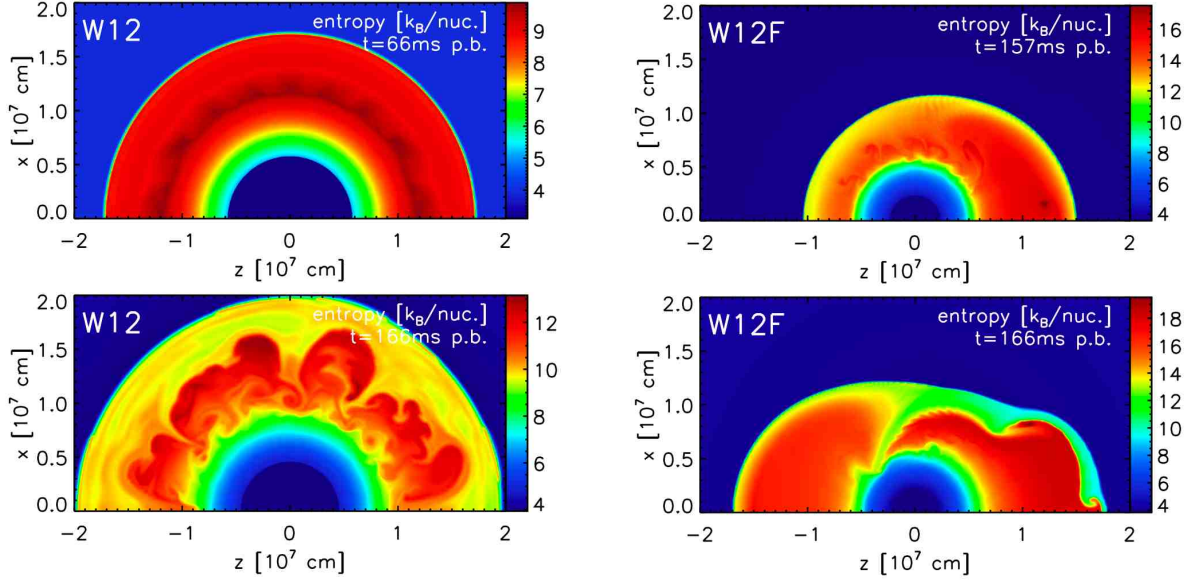 W12
entropy [k_B/nuc.]
t=66ms p.b.
x [10^7 cm]
2.0
1.5
1.0
0.5
0.0
−2 −1 0 1 2
z [10^7 cm]
9
8
7
6
5
4
W12F
entropy [k_B/nuc.]
t=157ms p.b.
x [10^7 cm]
2.0
1.5
1.0
0.5
0.0
−2 −1 0 1 2
z [10^7 cm]
16
14
12
10
8
6
4
W12
entropy [k_B/nuc.]
t=166ms p.b.
x [10^7 cm]
2.0
1.5
1.0
0.5
0.0
−2 −1 0 1 2
z [10^7 cm]
12
10
8
6
4
W12F
entropy [k_B/nuc.]
t=166ms p.b.
x [10^7 cm]
2.0
1.5
1.0
0.5
0.0
−2 −1 0 1 2
z [10^7 cm]
18
16
14
12
10
8
6
4